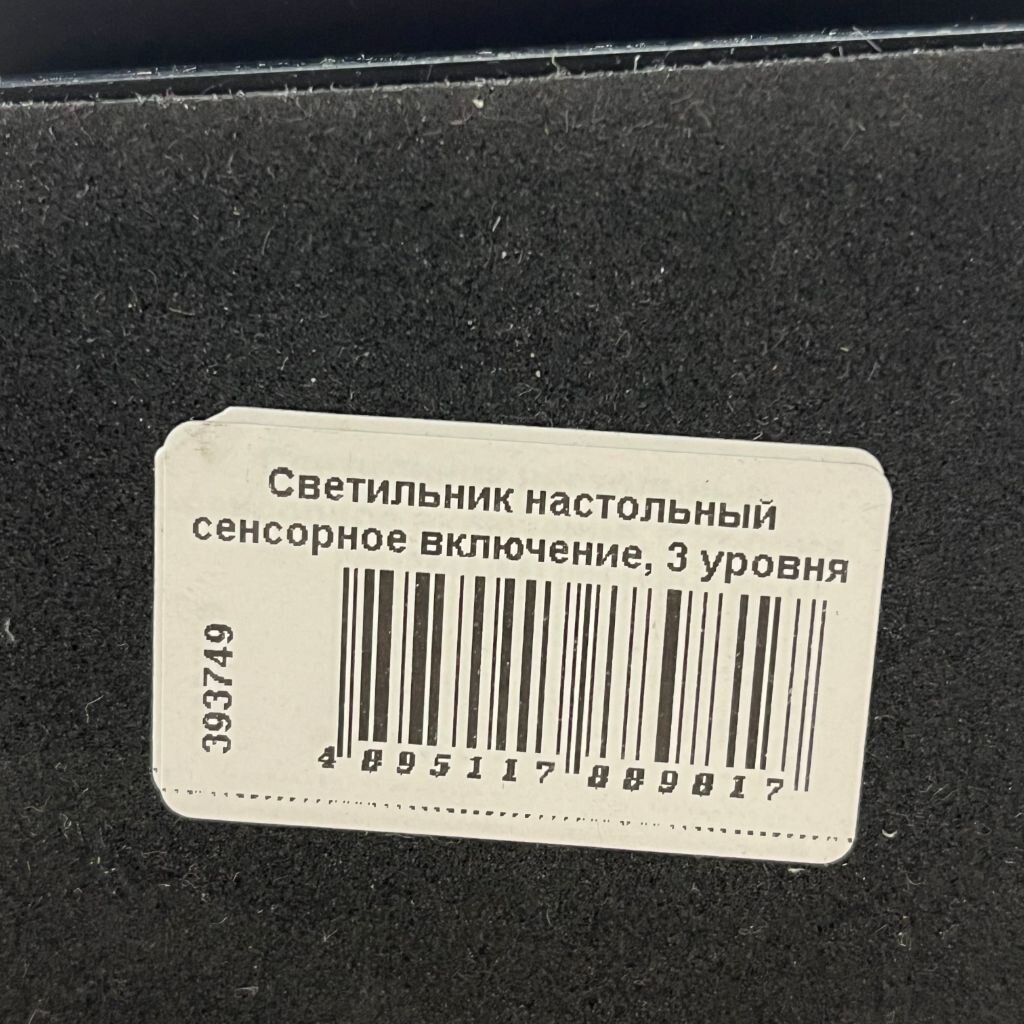 Светильник настольный
сенсорное включение, 3 уровня
393749
4 895117 889817